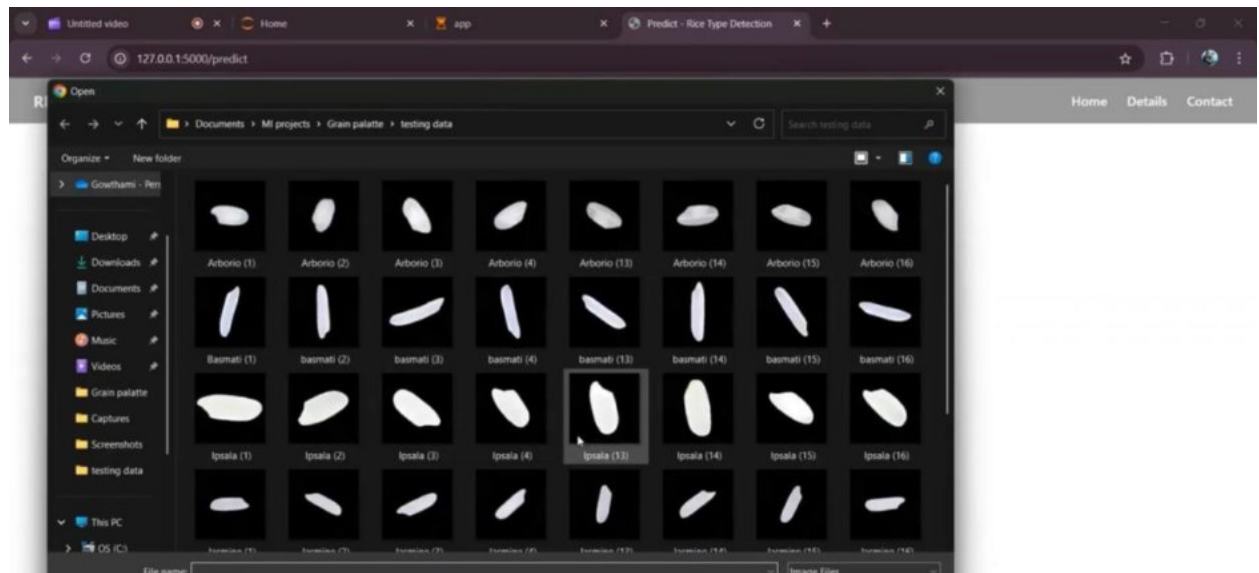 Untitled video
Home
app
Predict - Rice Type Detection
127.0.0.1:5000/predict
Home Details Contact
Open
Documents > Ml projects > Grain palatte > testing data
Search testing data
Organize New folder
Gowthami - Pers
Desktop
Downloads
Documents
Pictures
Music
Videos
Grain palatte
Captures
Screenshots
testing data
This PC
OS (C:)
Arborio (1) Arborio (2) Arborio (3) Arborio (4) Arborio (13) Arborio (14) Arborio (15) Arborio (16)
Basmati (1) basmati (2) basmati (3) basmati (4) basmati (13) basmati (14) basmati (15) basmati (16)
Ipsala (1) Ipsala (2) Ipsala (3) Ipsala (4) Ipsala (13) Ipsala (14) Ipsala (15) Ipsala (16)
File name: Image Files